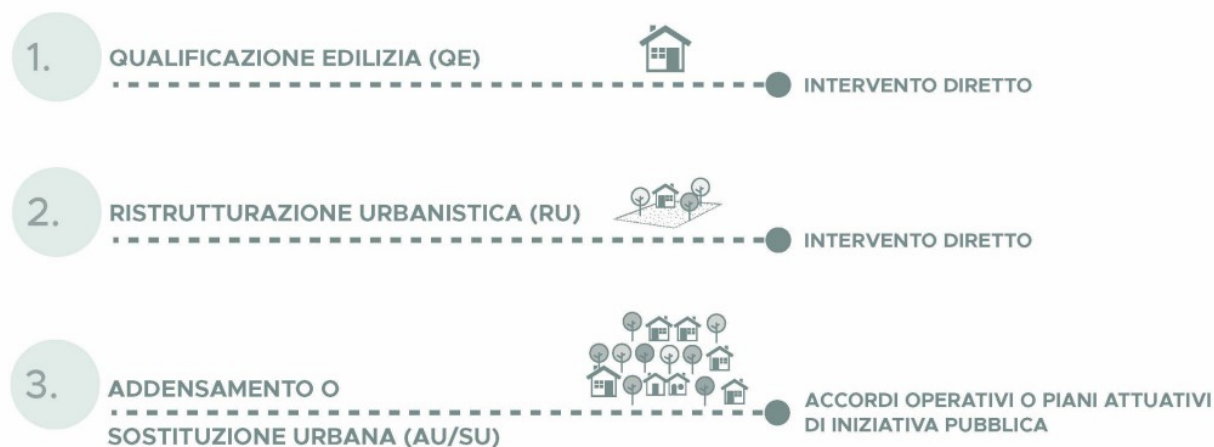 1.
QUALIFICAZIONE EDILIZIA (QE)
INTERVENTO DIRETTO
2.
RISTRUTTURAZIONE URBANISTICA (RU)
INTERVENTO DIRETTO
3.
ADDENSAMENTO O
SOSTITUZIONE URBANA (AU/SU)
ACCORDI OPERATIVI O PIANI ATTUATIVI
DI INIZIATIVA PUBBLICA